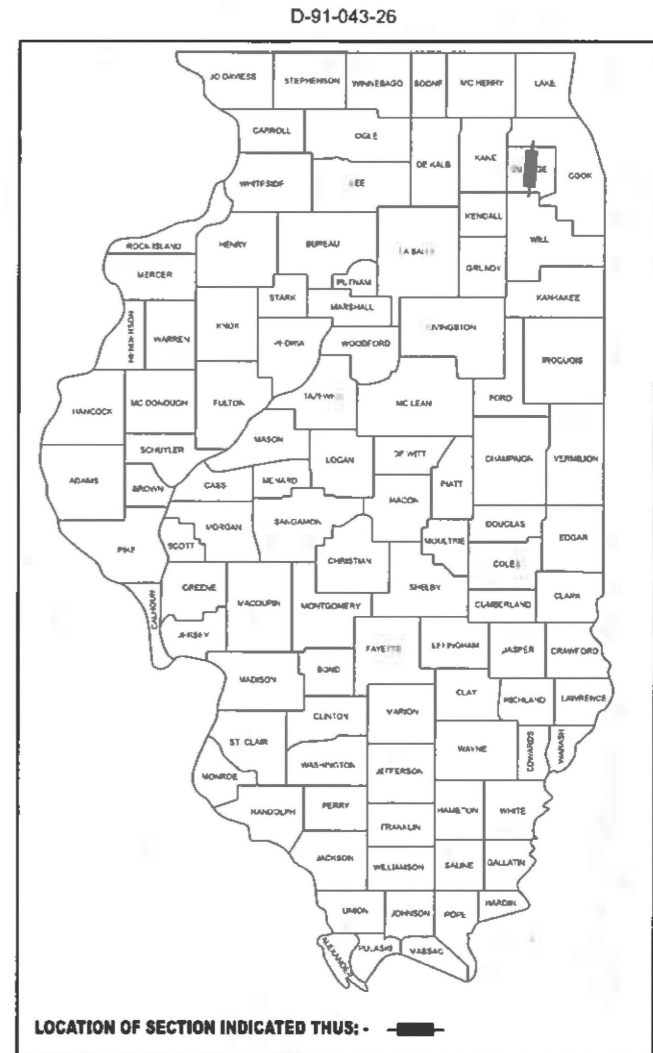 D-91-043-26
JO DAVIESS STEPHENSON WINNEBAGO BOONE MC HENRY LAKE
CARROLL OGLE DE KALB KANE COOK
WHITESIDE LEE
KENDALL WILL
ROCK ISLAND HENRY BUREAU LA SALLE GRUNDY
MERCER PUTNAM
STARK MARSHALL KANKAKEE
HENDERSON WARREN KNOX PEORIA WOODFORD LIVINGSTON IROQUOIS
HANCOCK MC DONOUGH FULTON TAZEWELL MC LEAN FORD
MASON
SCHUYLER LOGAN DE WITT CHAMPAIGN VERMILION
ADAMS BROWN CASS MENARD PIATT
MACON
MORGAN SANGAMON DOUGLAS
PIKE SCOTT CHRISTIAN MOULTRIE EDGAR
COLES
GREENE MACOUPIN MONTGOMERY SHELBY CUMBERLAND CLARK
CALHOUN JERSEY
FAYETTE EFFINGHAM JASPER CRAWFORD
MADISON BOND
CLAY RICHLAND LAWRENCE
CLINTON MARION
ST. CLAIR WAYNE EDWARDS WABASH
MONROE WASHINGTON JEFFERSON
RANDOLPH PERRY HAMILTON WHITE
FRANKLIN
JACKSON WILLIAMSON SALINE GALLATIN
UNION JOHNSON POPE HARDIN
ALEXANDER PULASKI MASSAC
LOCATION OF SECTION INDICATED THUS: -